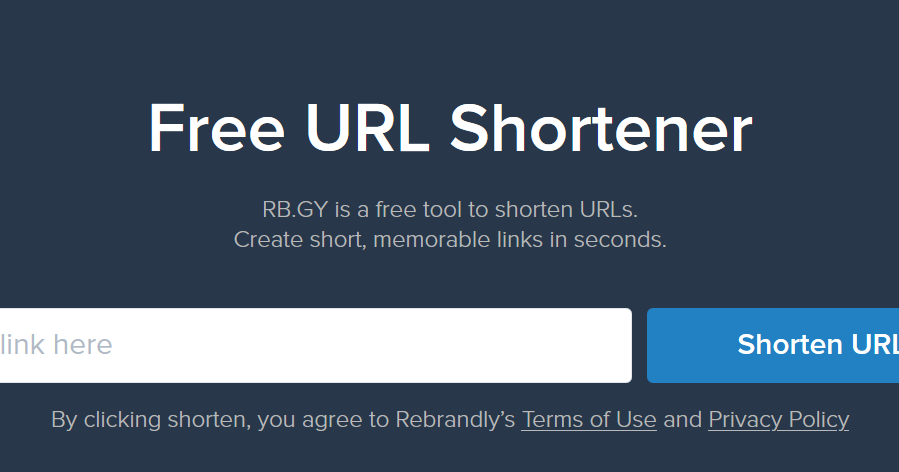 Free URL Shortener
RB.GY is a free tool to shorten URLs.
Create short, memorable links in seconds.
link here
Shorten URL
By clicking shorten, you agree to Rebrandly’s Terms of Use and Privacy Policy